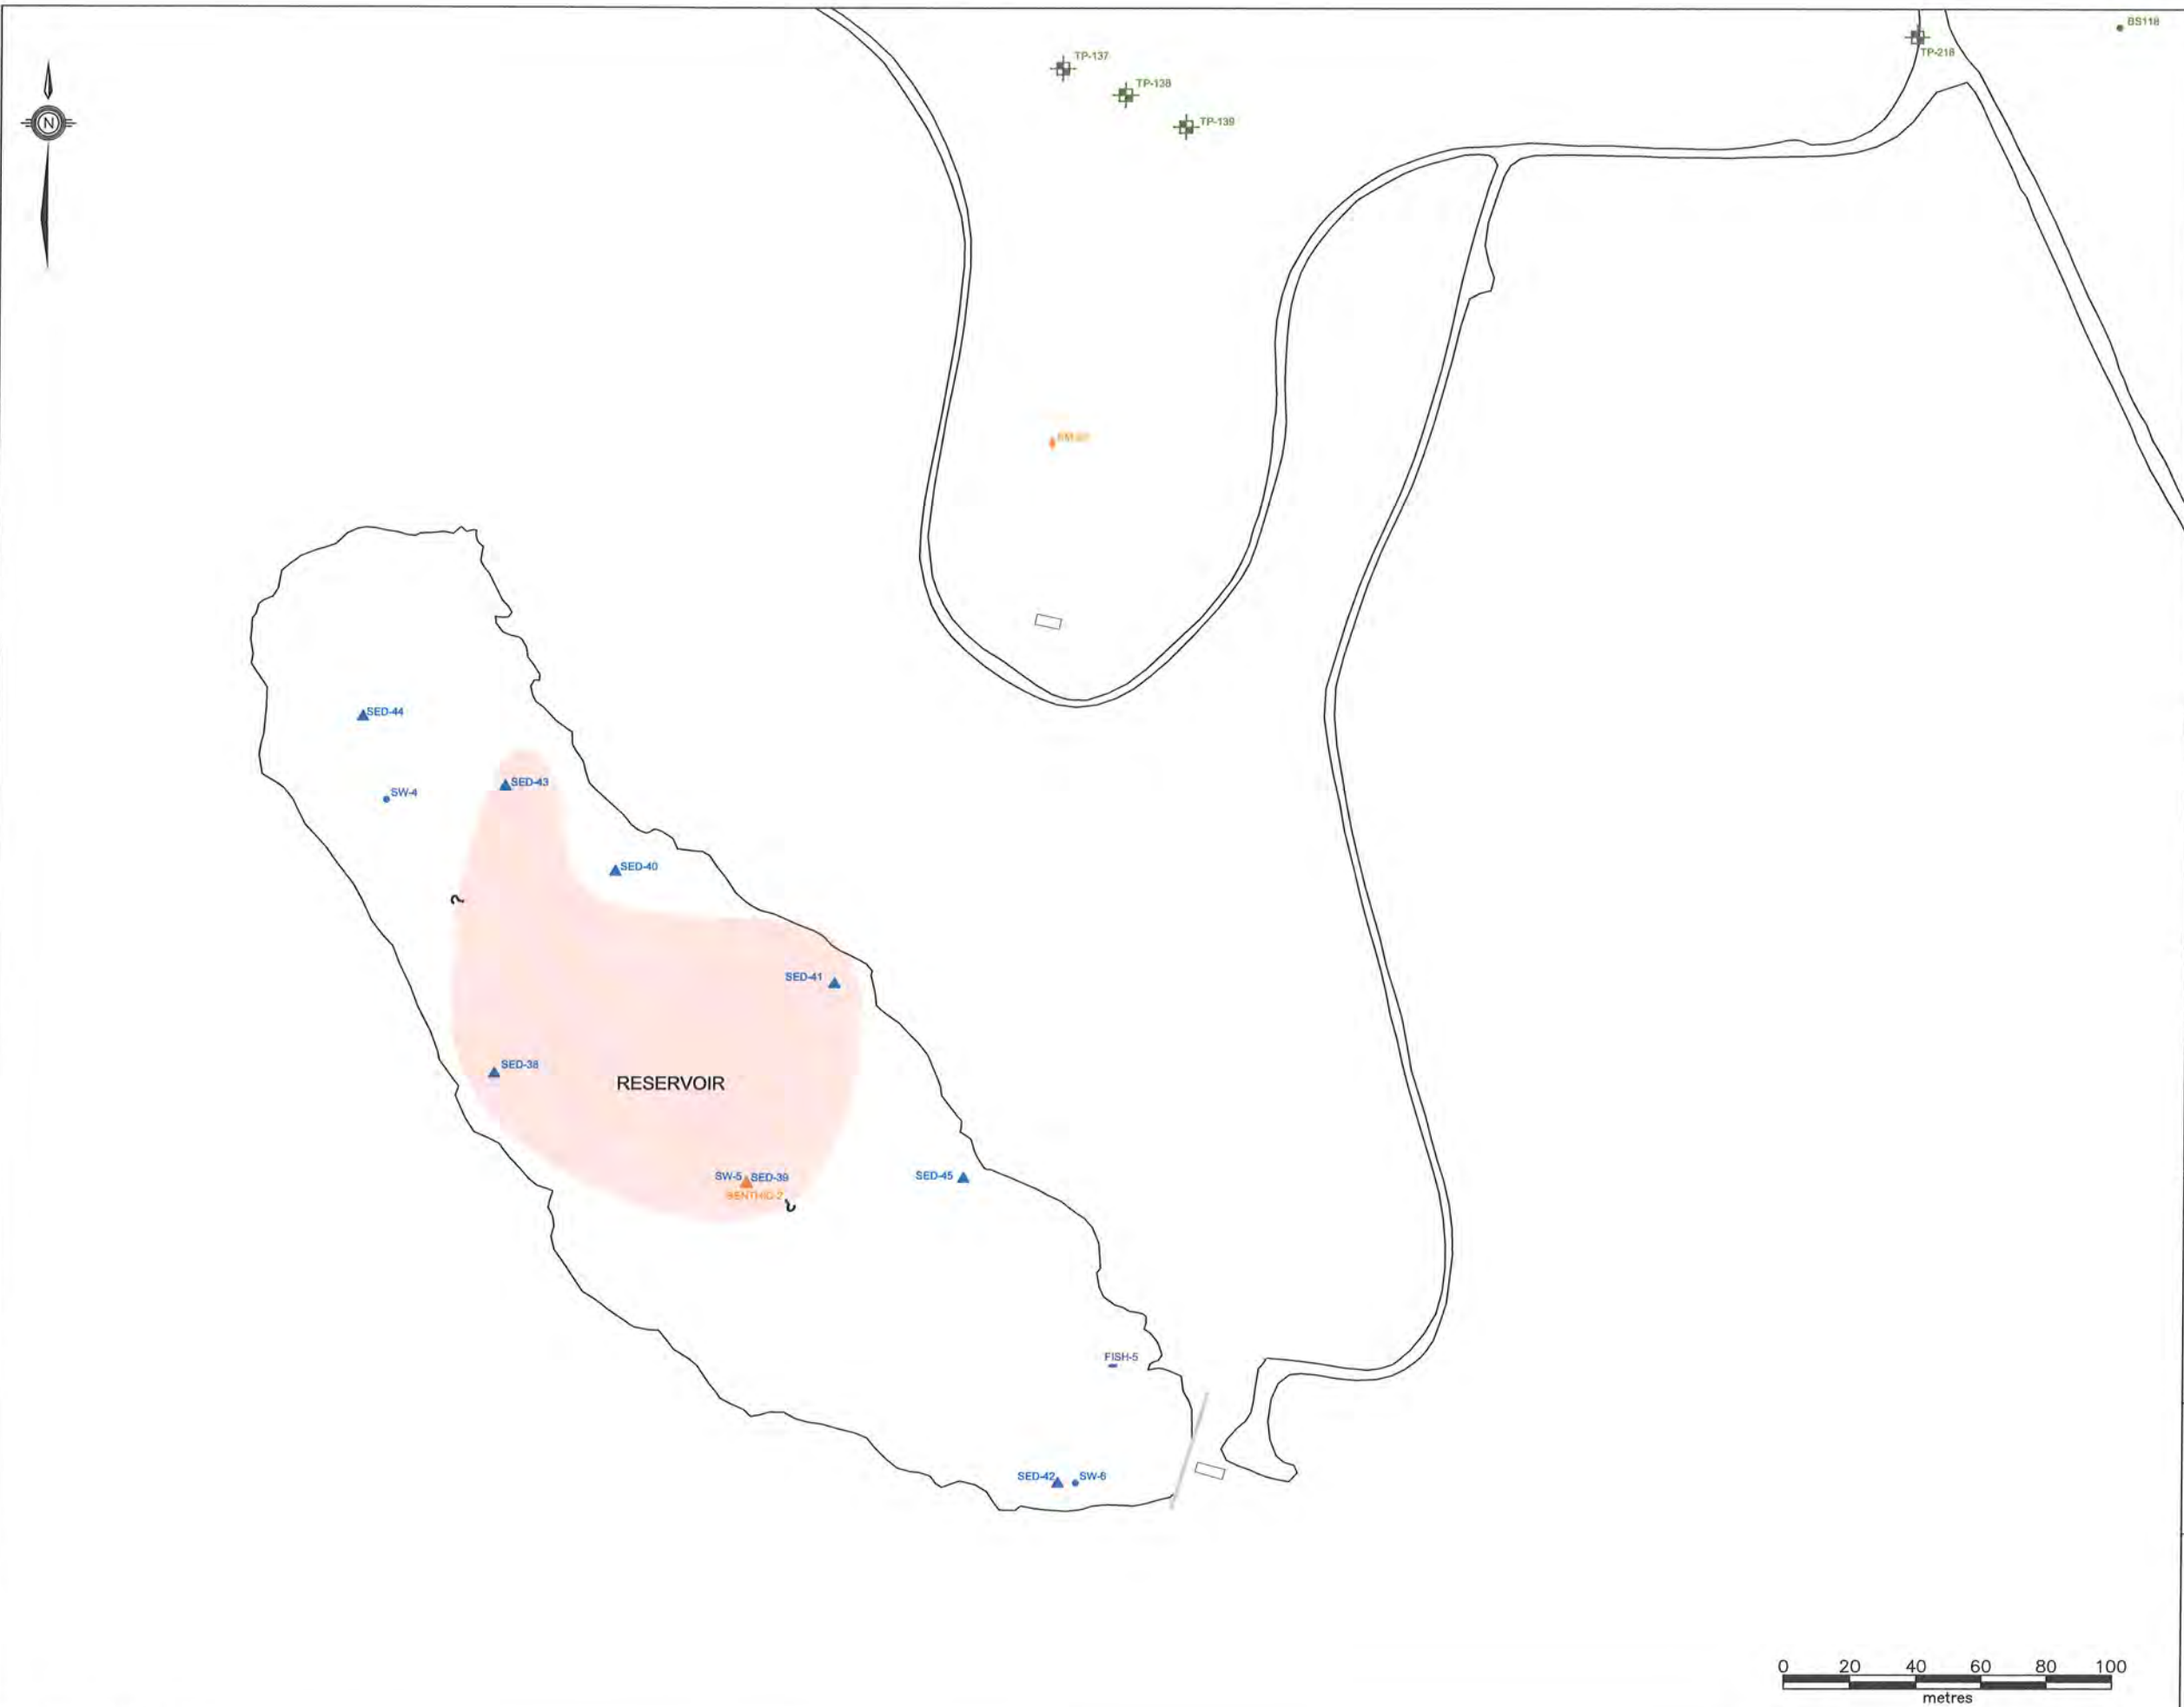 BS118
TP-218
TP-137
TP-138
TP-139
N
SED-44
SED-43
SW-4
SED-40
SED-41
SED-38
RESERVOIR
SW-5 SED-39
BENTHIC-2
SED-45
?
?
FISH-5
SED-42 SW-6
0 20 40 60 80 100
metres